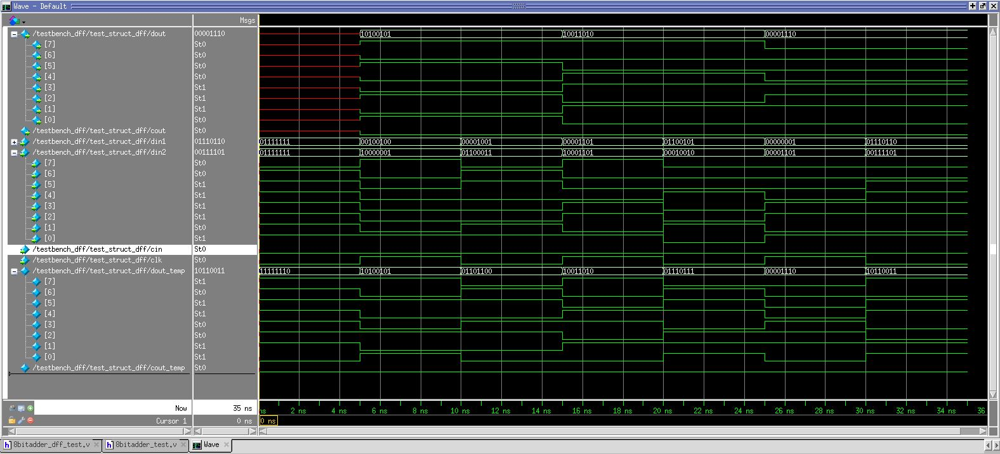 Wave - Default
Msgs
/testbench_dff/test_struct_dff/dout 00001110 10100101 10011010 00001110
[7] St0
[6] St0
[5] St0
[4] St0
[3] St1
[2] St1
[1] St1
[0] St0
/testbench_dff/test_struct_dff/cout St0
/testbench_dff/test_struct_dff/din1 01110110 01111111 00100100 00001001 00001101 01100101 00000001 01110110
/testbench_dff/test_struct_dff/din2 00111101 01111111 10000001 01100011 10001101 00010010 00001101 00111101
[7] St0
[6] St0
[5] St1
[4] St1
[3] St1
[2] St1
[1] St0
[0] St1
/testbench_dff/test_struct_dff/cin St0
/testbench_dff/test_struct_dff/clk St0
/testbench_dff/test_struct_dff/dout_temp 10110011 11111110 10100101 01101100 10011010 01110111 00001110 10110011
[7] St1
[6] St0
[5] St1
[4] St1
[3] St0
[2] St0
[1] St1
[0] St1
/testbench_dff/test_struct_dff/cout_temp St0
Now 35 ns ns 2 ns 4 ns 6 ns 8 ns 10 ns 12 ns 14 ns 16 ns 18 ns 20 ns 22 ns 24 ns 26 ns 28 ns 30 ns 32 ns 34 ns 36
Cursor 1 0 ns 0 ns
8bitadder_dff_test.v 8bitadder_test.v Wave